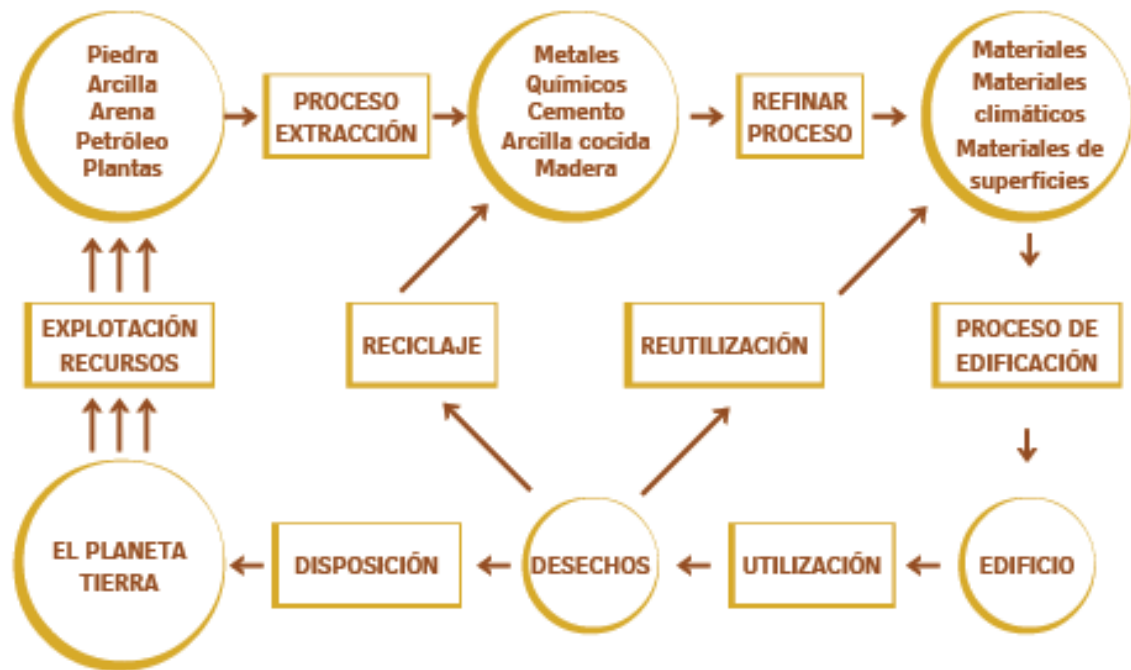 Piedra
Arcilla
Arena
Petróleo
Plantas
PROCESO
EXTRACCIÓN
Metales
Químicos
Cemento
Arcilla cocida
Madera
REFINAR
PROCESO
Materiales
Materiales
climáticos
Materiales de
superficies
EXPLOTACIÓN
RECURSOS
RECICLAJE
REUTILIZACIÓN
PROCESO DE
EDIFICACIÓN
EL PLANETA
TIERRA
DISPOSICIÓN
DESECHOS
UTILIZACIÓN
EDIFICIO